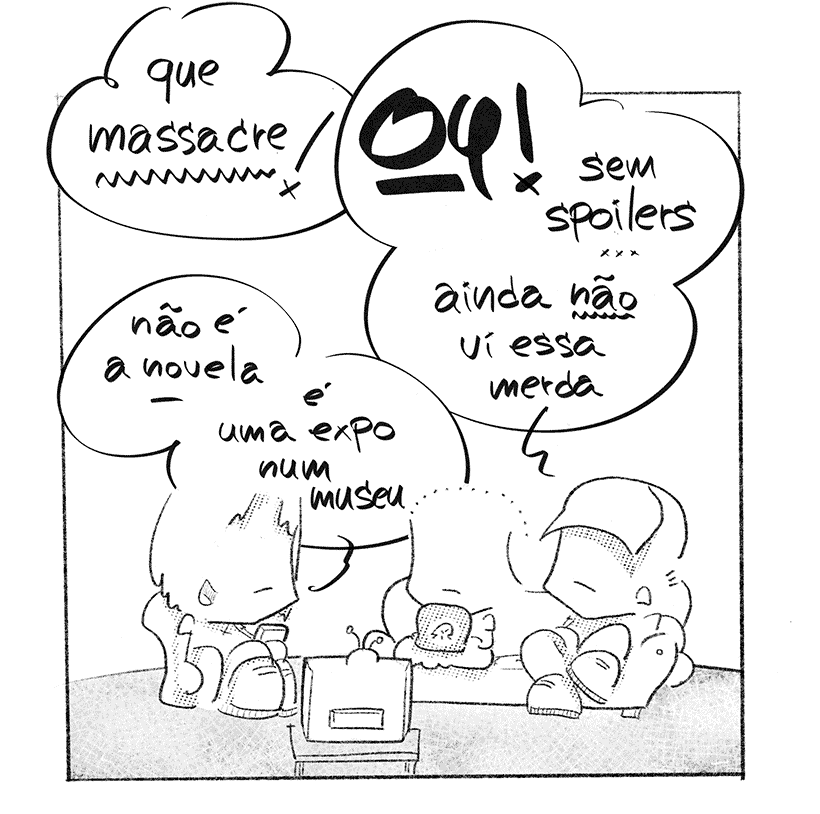 que
massacre!
OY!
sem
spoilers
...
ainda não
vi essa
merda
não é
a novela
é
uma expo
num
museu